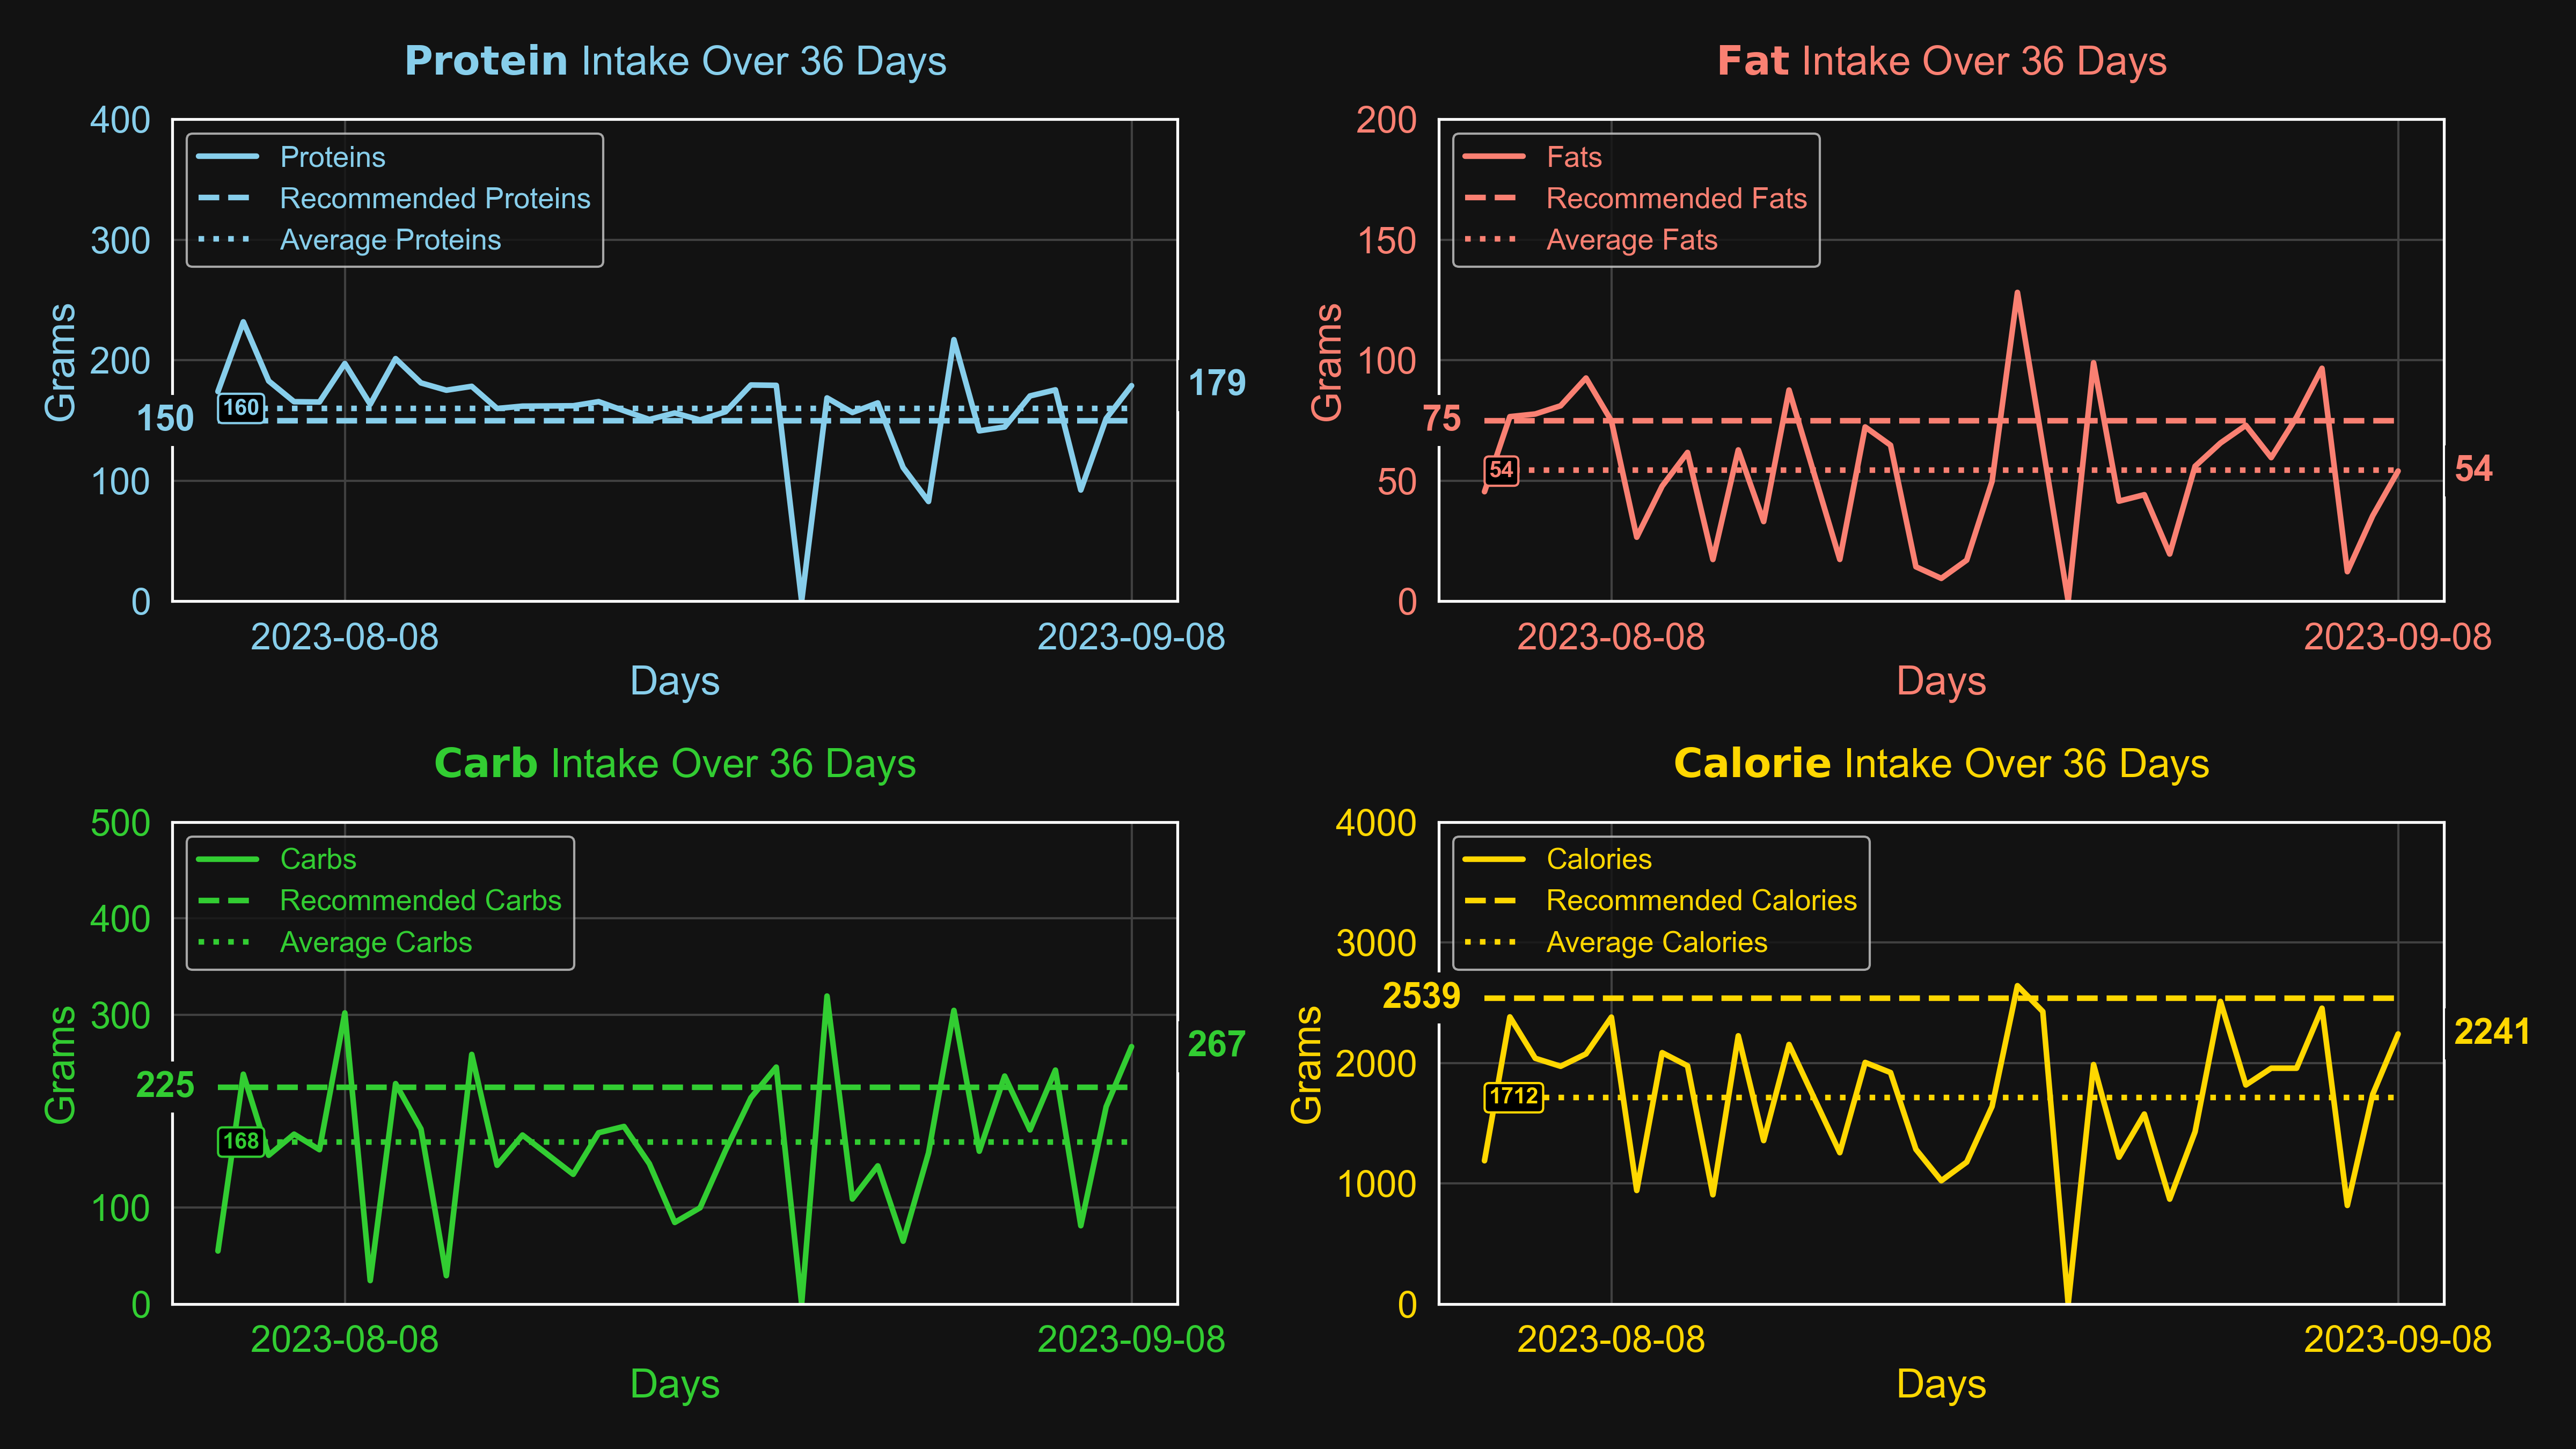 Protein Intake Over 36 Days
400
300
200
100
0
Grams
Proteins
Recommended Proteins
Average Proteins
150
160
179
2023-08-08
2023-09-08
Days
Fat Intake Over 36 Days
200
150
100
50
0
Grams
Fats
Recommended Fats
Average Fats
75
54
54
2023-08-08
2023-09-08
Days
Carb Intake Over 36 Days
500
400
300
100
0
Grams
Carbs
Recommended Carbs
Average Carbs
225
168
267
2023-08-08
2023-09-08
Days
Calorie Intake Over 36 Days
4000
3000
2000
1000
0
Grams
Calories
Recommended Calories
Average Calories
2539
1712
2241
2023-08-08
2023-09-08
Days